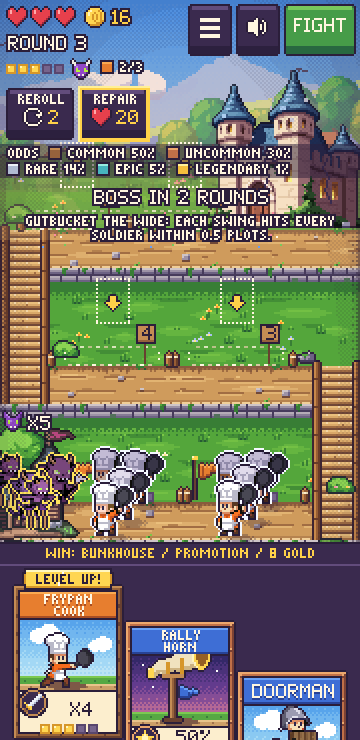 16
ROUND 3
FIGHT
2/3
REROLL
2
REPAIR
20
ODDS COMMON 50% UNCOMMON 30%
RARE 14% EPIC 5% LEGENDARY 1%
BOSS IN 2 ROUNDS
GUTBUCKET THE WIDE: EACH SWING HITS EVERY
SOLDIER WITHIN 0.5 PLOTS.
4
3
X5
WIN: BUNKHOUSE / PROMOTION / 8 GOLD
LEVEL UP!
FRYPAN
COOK
X4
RALLY
HORN
50%
DOORMAN